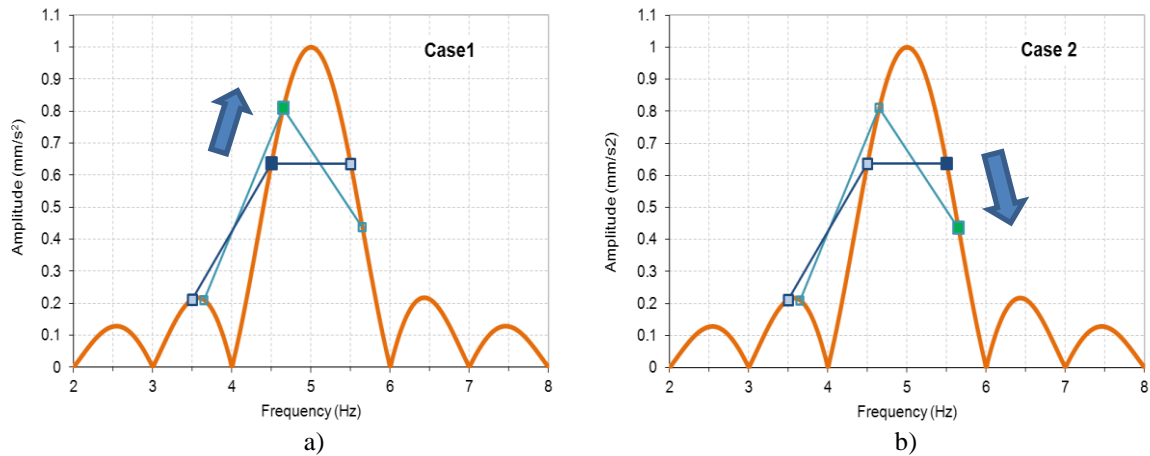 1.1
1
0.9
0.8
0.7
0.6
0.5
0.4
0.3
0.2
0.1
0
Amplitude (mm/s²)
Case1
2 3 4 5 6 7 8
Frequency (Hz)
a)
1.1
1
0.9
0.8
0.7
0.6
0.5
0.4
0.3
0.2
0.1
0
Amplitude (mm/s2)
Case 2
2 3 4 5 6 7 8
Frequency (Hz)
b)